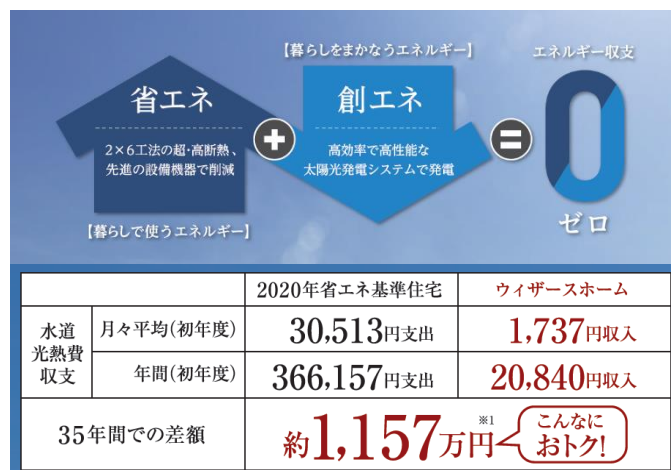 【暮らしをまかなうエネルギー】
エネルギー収支
省エネ
2×6工法の超・高断熱、
先進の設備機器で削減
【暮らしで使うエネルギー】
+
創エネ
高効率で高性能な
太陽光発電システムで発電
=
0
ゼロ
2020年省エネ基準住宅 ウィザースホーム
水道
光熱費
収支
月々平均(初年度) 30,513円支出 1,737円収入
年間(初年度) 366,157円支出 20,840円収入
35年間での差額 約1,157万円※1
こんなに
おトク!